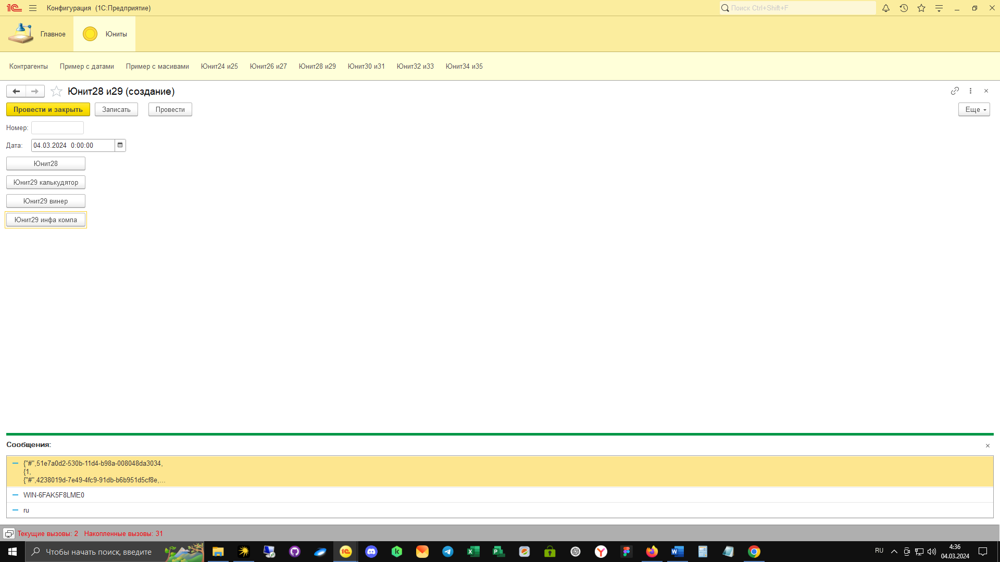 Конфигурация (1С:Предприятие)
Поиск Ctrl+Shift+F
Главное
Юниты
Контрагенты
Пример с датами
Пример с масивами
Юнит24 и25
Юнит26 и27
Юнит28 и29
Юнит30 и31
Юнит32 и33
Юнит34 и35
Юнит28 и29 (создание)
Провести и закрыть
Записать
Провести
Еще
Номер:
Дата:
04.03.2024 0:00:00
Юнит28
Юнит29 калькудятор
Юнит29 винер
Юнит29 инфа компа
Сообщения:
{"#",51e7a0d2-530b-11d4-b98a-008048da3034,
{1,
{"#",4238019d-7e49-4fc9-91db-b6b951d5cf8e,...
WIN-6FAK5F8LME0
ru
Текущие вызовы: 2 Накопленные вызовы: 31
Чтобы начать поиск, введите
RU
4:36
04.03.2024